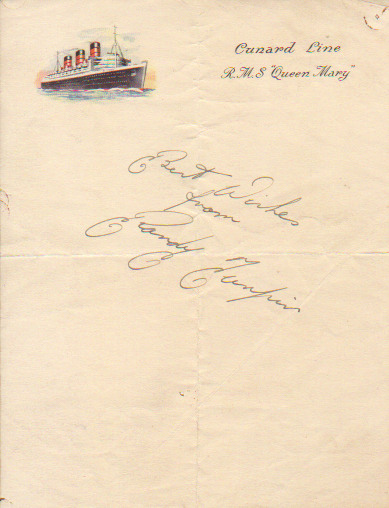 Cunard Line
R.M.S "Queen Mary"
Best Wishes
from
Randy Turpin